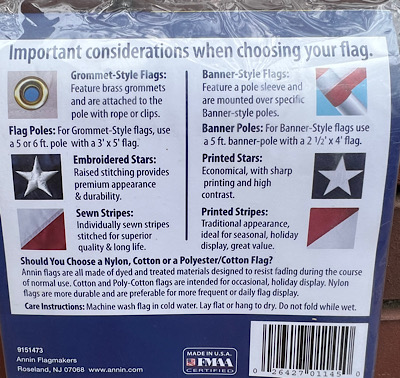 Important considerations when choosing your flag.
Grommet-Style Flags:
Feature brass grommets
and are attached to the
pole with rope or clips.
Banner-Style Flags:
Feature a pole sleeve and
are mounted over specific
Banner-style poles.
Flag Poles: For Grommet-Style flags, use
a 5 or 6 ft. pole with a 3' x 5' flag.
Banner Poles: For Banner-Style flags use
a 5 ft. banner-pole with a 2 1/2' x 4' flag.
Embroidered Stars:
Raised stitching provides
premium appearance
& durability.
Printed Stars:
Economical, with sharp
printing and high
contrast.
Sewn Stripes:
Individually sewn stripes
stitched for superior
quality & long life.
Printed Stripes:
Traditional appearance,
ideal for seasonal, holiday
display, great value.
Should You Choose a Nylon, Cotton or a Polyester/Cotton Flag?
Annin flags are all made of dyed and treated materials designed to resist fading during the course
of normal use. Cotton and Poly-Cotton flags are intended for occasional, holiday display. Nylon
flags are more durable and are preferable for more frequent or daily flag display.
Care Instructions: Machine wash flag in cold water. Lay flat or hang to dry. Do not fold while wet.
9151473
Annin Flagmakers
Roseland, NJ 07068 www.annin.com
MADE IN U.S.A.
FMAA
CERTIFIED
0 26427 01145 0